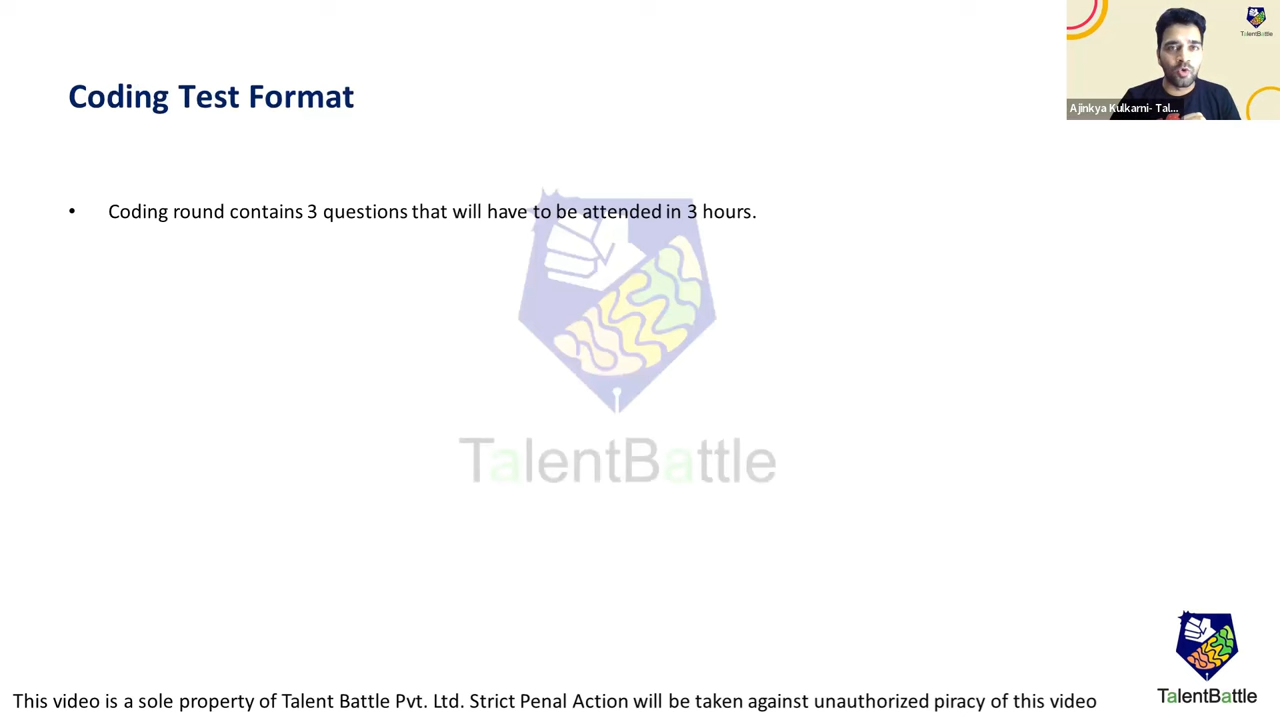 TalentBattle
Ajinkya Kulkarni- Tal...
Coding Test Format
• Coding round contains 3 questions that will have to be attended in 3 hours.
TalentBattle
TalentBattle
This video is a sole property of Talent Battle Pvt. Ltd. Strict Penal Action will be taken against unauthorized piracy of this video